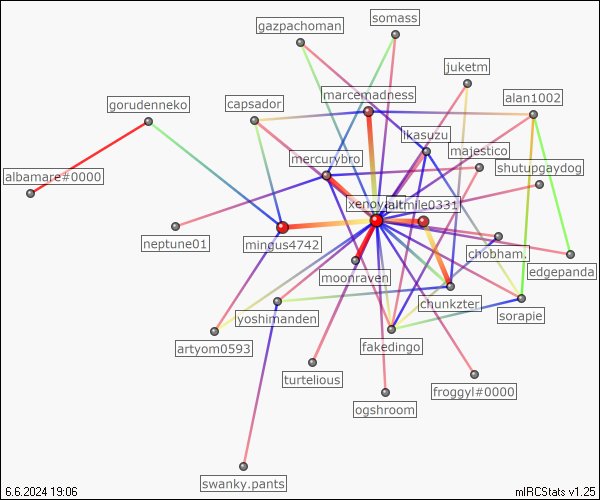 somass
gazpachoman
juketm
marcemadness
alan1002
capsador
gorudenneko
ikasuzu
majestico
mercurybro
shutupgaydog
albamare#0000
altmile0331
neptune01
mingus4742
chobham.
edgepanda
moonraven
chunkzter
sorapie
yoshimanden
artyom0593
fakedingo
turtelious
froggyl#0000
ogshroom
swanky.pants
6.6.2024 19:06
mIRCStats v1.25